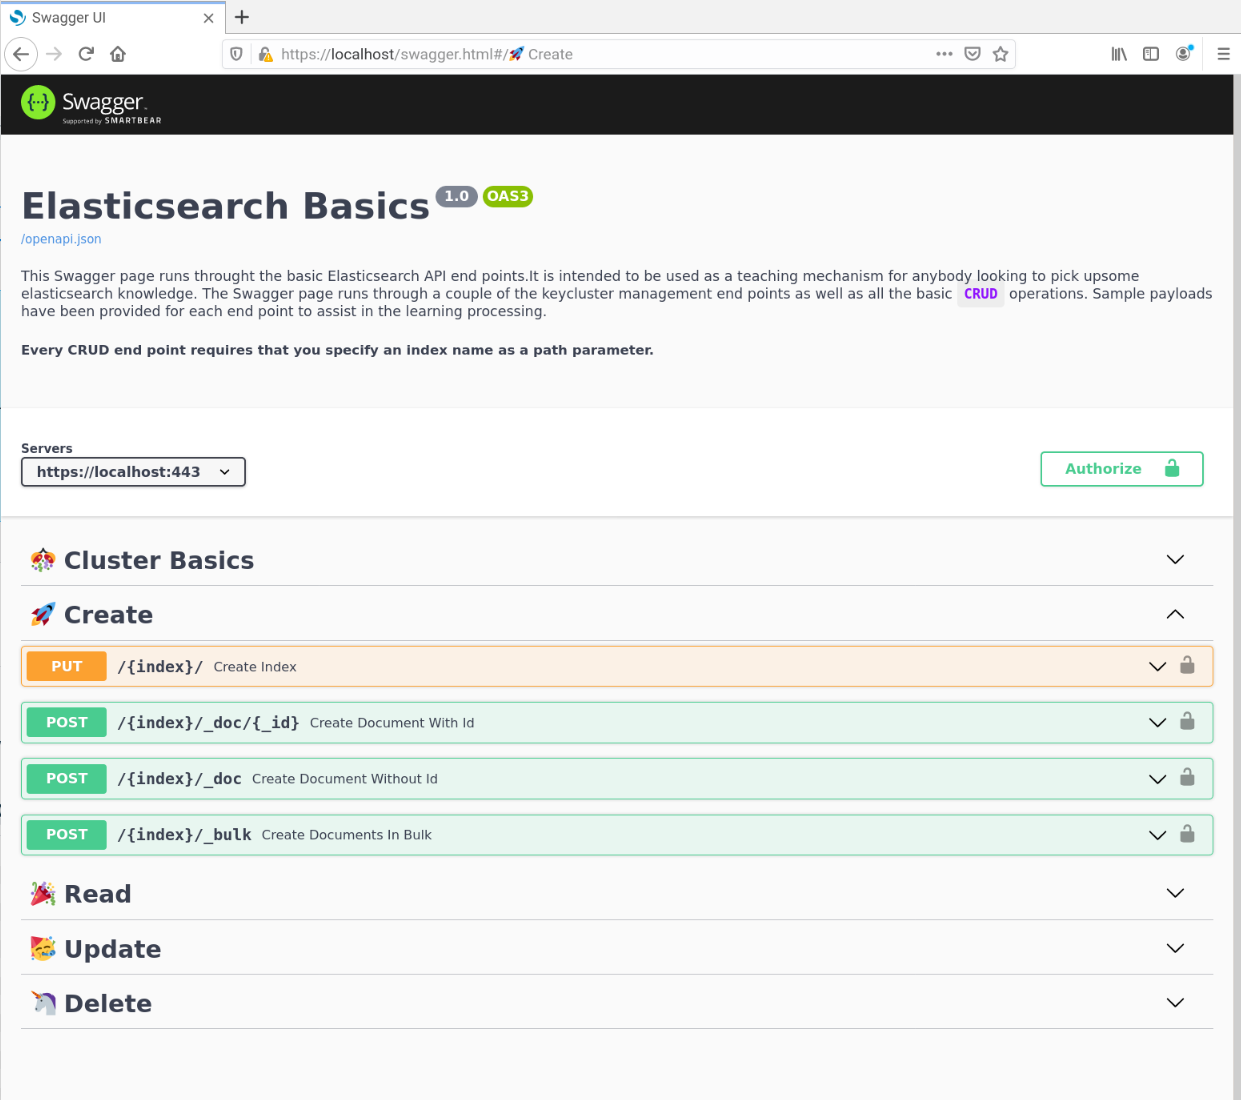 Swagger UI
https://localhost/swagger.html#/🚀 Create
Swagger
Supported by SMARTBEAR
Elasticsearch Basics 1.0 OAS3
/openapi.json
This Swagger page runs throught the basic Elasticsearch API end points.It is intended to be used as a teaching mechanism for anybody looking to pick upsome
elasticsearch knowledge. The Swagger page runs through a couple of the keycluster management end points as well as all the basic CRUD operations. Sample payloads
have been provided for each end point to assist in the learning processing.
Every CRUD end point requires that you specify an index name as a path parameter.
Servers
https://localhost:443
Authorize
Cluster Basics
🚀 Create
PUT /{index}/ Create Index
POST /{index}/_doc/{_id} Create Document With Id
POST /{index}/_doc Create Document Without Id
POST /{index}/_bulk Create Documents In Bulk
🎉 Read
🥳 Update
🦄 Delete